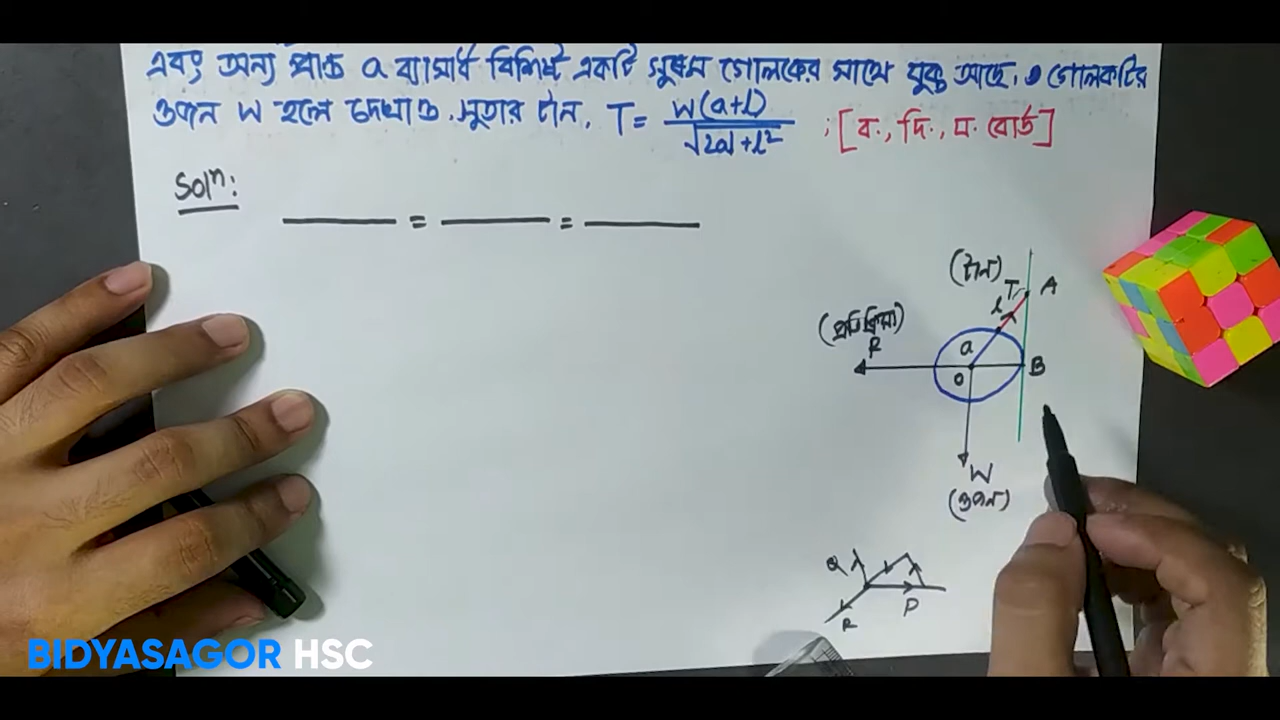 এবং অন্য প্রান্ত a ব্যাসার্ধ বিশিষ্ট একটি সুষম গোলকের সাথে যুক্ত আছে। গোলকটির
ওজন W হলে দেখাও, সুতার টান, T = W(a+l) / √2al+l² ; [ব., দি., য. বোর্ড]
Solⁿ:
= =
(টান)
T
A
l
(প্রতিক্রিয়া)
R
a
O
B
W
(ওজন)
Q
P
R
BIDYASAGOR HSC